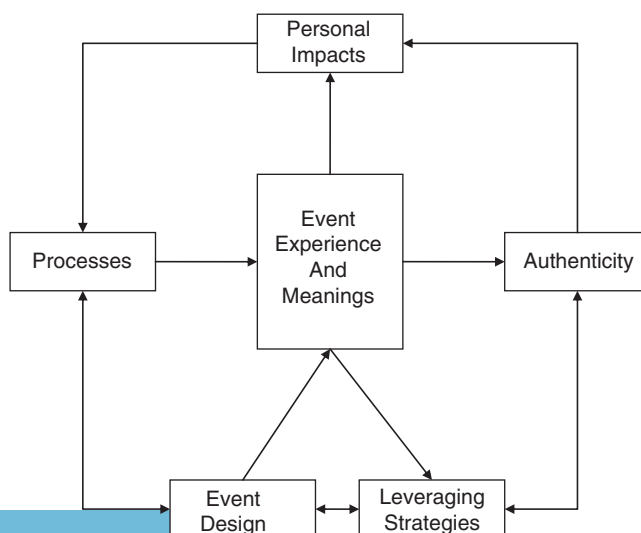 Personal
Impacts
Event
Experience
And
Meanings
Processes
Authenticity
Event
Design
Leveraging
Strategies